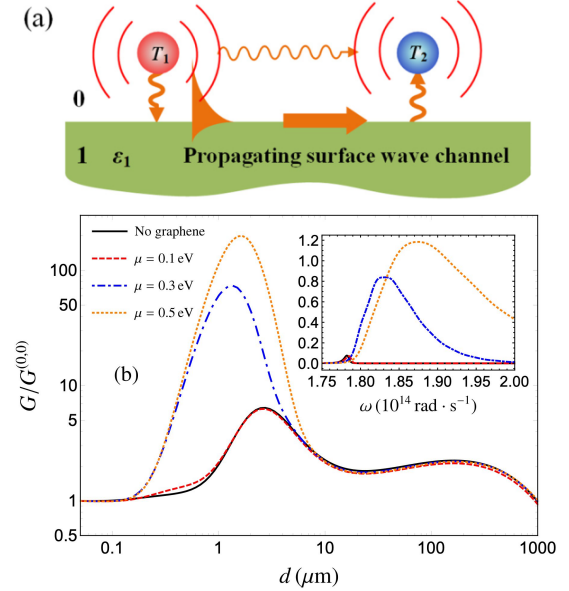 (a)
T₁
T₂
0
1 ε₁ Propagating surface wave channel
No graphene
μ = 0.1 eV
μ = 0.3 eV
μ = 0.5 eV
(b)
G/G⁽⁰,⁰⁾
100
50
10
5
1
0.5
0.1 1 10 100 1000
d (μm)
1.2
1.0
0.8
0.6
0.4
0.2
0.0
1.75 1.80 1.85 1.90 1.95 2.00
ω (10¹⁴ rad · s⁻¹)